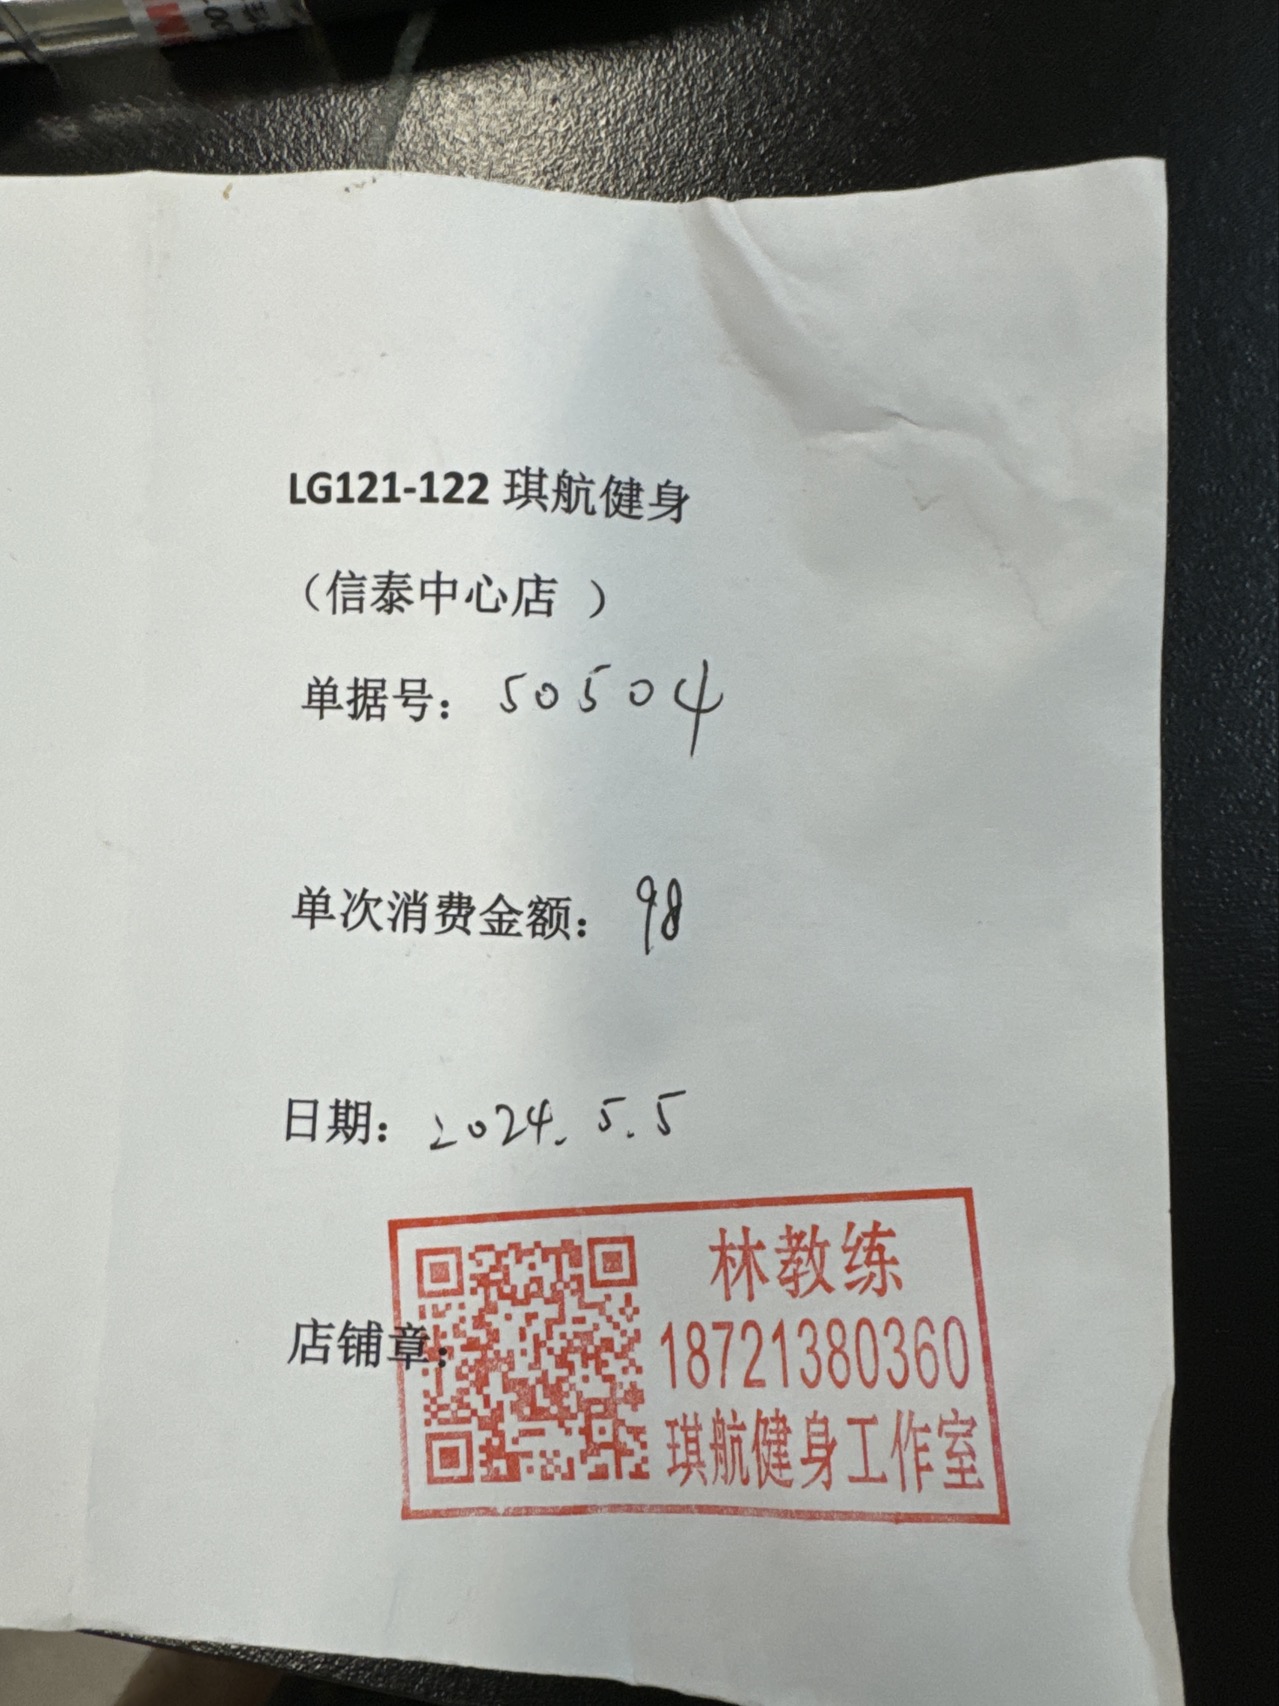 LG121-122 琪航健身
（信泰中心店 ）
单据号： 50504
单次消费金额： 98
日期： 2024.5.5
店铺章：
林教练
18721380360
琪航健身工作室